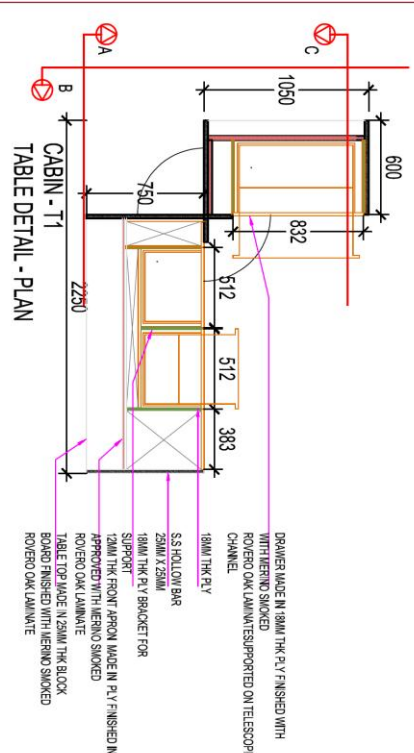 C
A
B
1050
600
750
832
512
512
383
2250
CABIN - T1
TABLE DETAIL - PLAN
DRAWER MADE IN 18MM THK PLY FINISHED WITH
WITH MERINO SMOKED
ROVERO OAK LAMINATESUPPORTED ON TELESCOPI
CHANNEL
18MM THK PLY
S.S HOLLOW BAR
25MM X 25MM
18MM THK PLY BRACKET FOR
SUPPORT
12MM THK FRONT APRON MADE IN PLY FINISHED IN
APPROVED WITH MERINO SMOKED
ROVERO OAK LAMINATE
TABLE TOP MADE IN 25MM THK BLOCK
BOARD FINISHED WITH MERINO SMOKED
ROVERO OAK LAMINATE